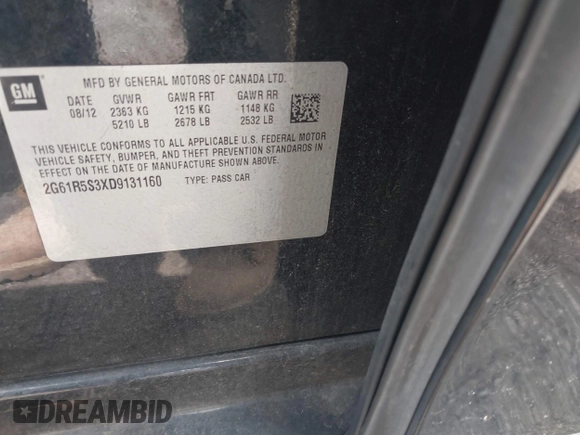 GM
MFD BY GENERAL MOTORS OF CANADA LTD.
DATE GVWR GAWR FRT GAWR RR
08/12 2363 KG 1215 KG 1148 KG
5210 LB 2678 LB 2532 LB
THIS VEHICLE CONFORMS TO ALL APPLICABLE U.S. FEDERAL MOTOR
VEHICLE SAFETY, BUMPER, AND THEFT PREVENTION STANDARDS IN
EFFECT ON THE DATE OF MANUFACTURE SHOWN ABOVE.
2G61R5S3XD9131160 TYPE: PASS CAR
DREAMBID